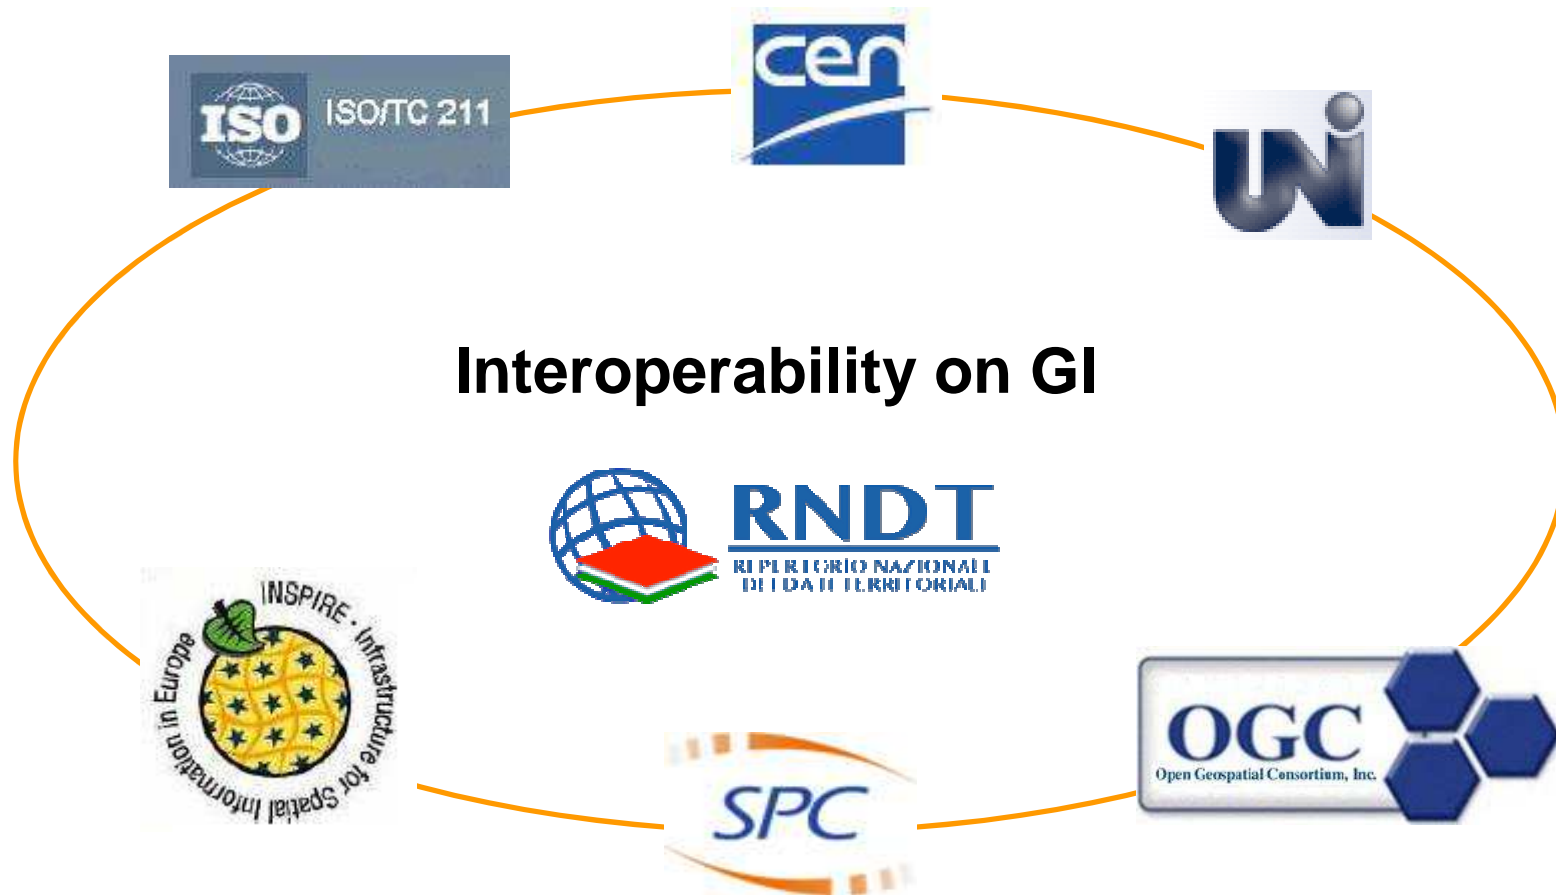 cen
ISO
ISO/TC 211
UNI
Interoperability on GI
RNDT
REPERTORIO NAZIONALE
DEI DATI TERRITORIALI
INSPIRE · Infrastructure for Spatial Information in Europe
OGC
Open Geospatial Consortium, Inc.
SPC